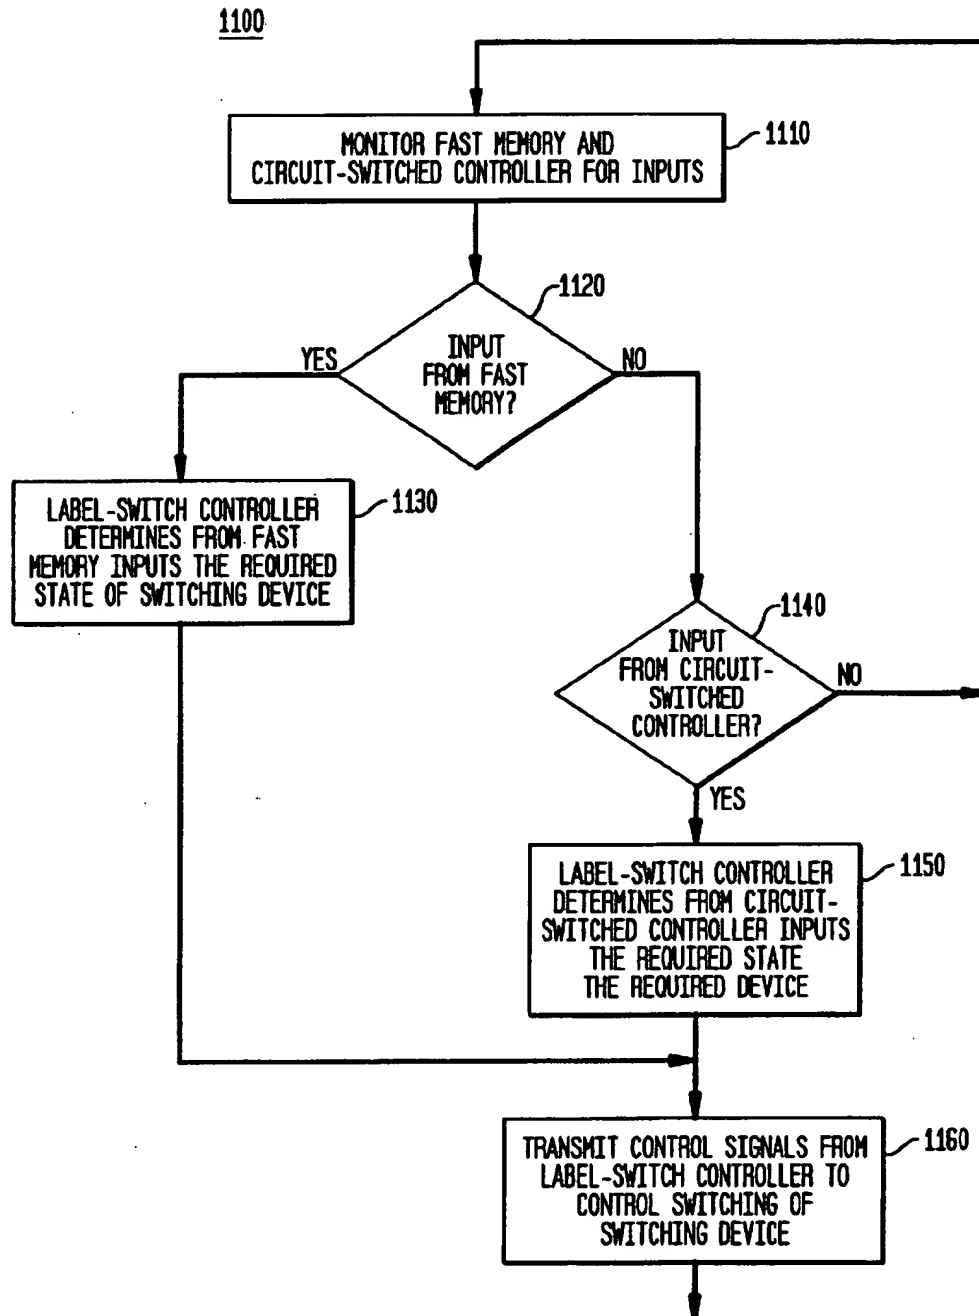 1100
MONITOR FAST MEMORY AND
CIRCUIT-SWITCHED CONTROLLER FOR INPUTS
1110
1120
INPUT
FROM FAST
MEMORY?
YES
NO
LABEL-SWITCH CONTROLLER
DETERMINES FROM FAST
MEMORY INPUTS THE REQUIRED
STATE OF SWITCHING DEVICE
1130
1140
INPUT
FROM CIRCUIT-
SWITCHED
CONTROLLER?
NO
YES
LABEL-SWITCH CONTROLLER
DETERMINES FROM CIRCUIT-
SWITCHED CONTROLLER INPUTS
THE REQUIRED STATE
THE REQUIRED DEVICE
1150
TRANSMIT CONTROL SIGNALS FROM
LABEL-SWITCH CONTROLLER TO
CONTROL SWITCHING OF
SWITCHING DEVICE
1160